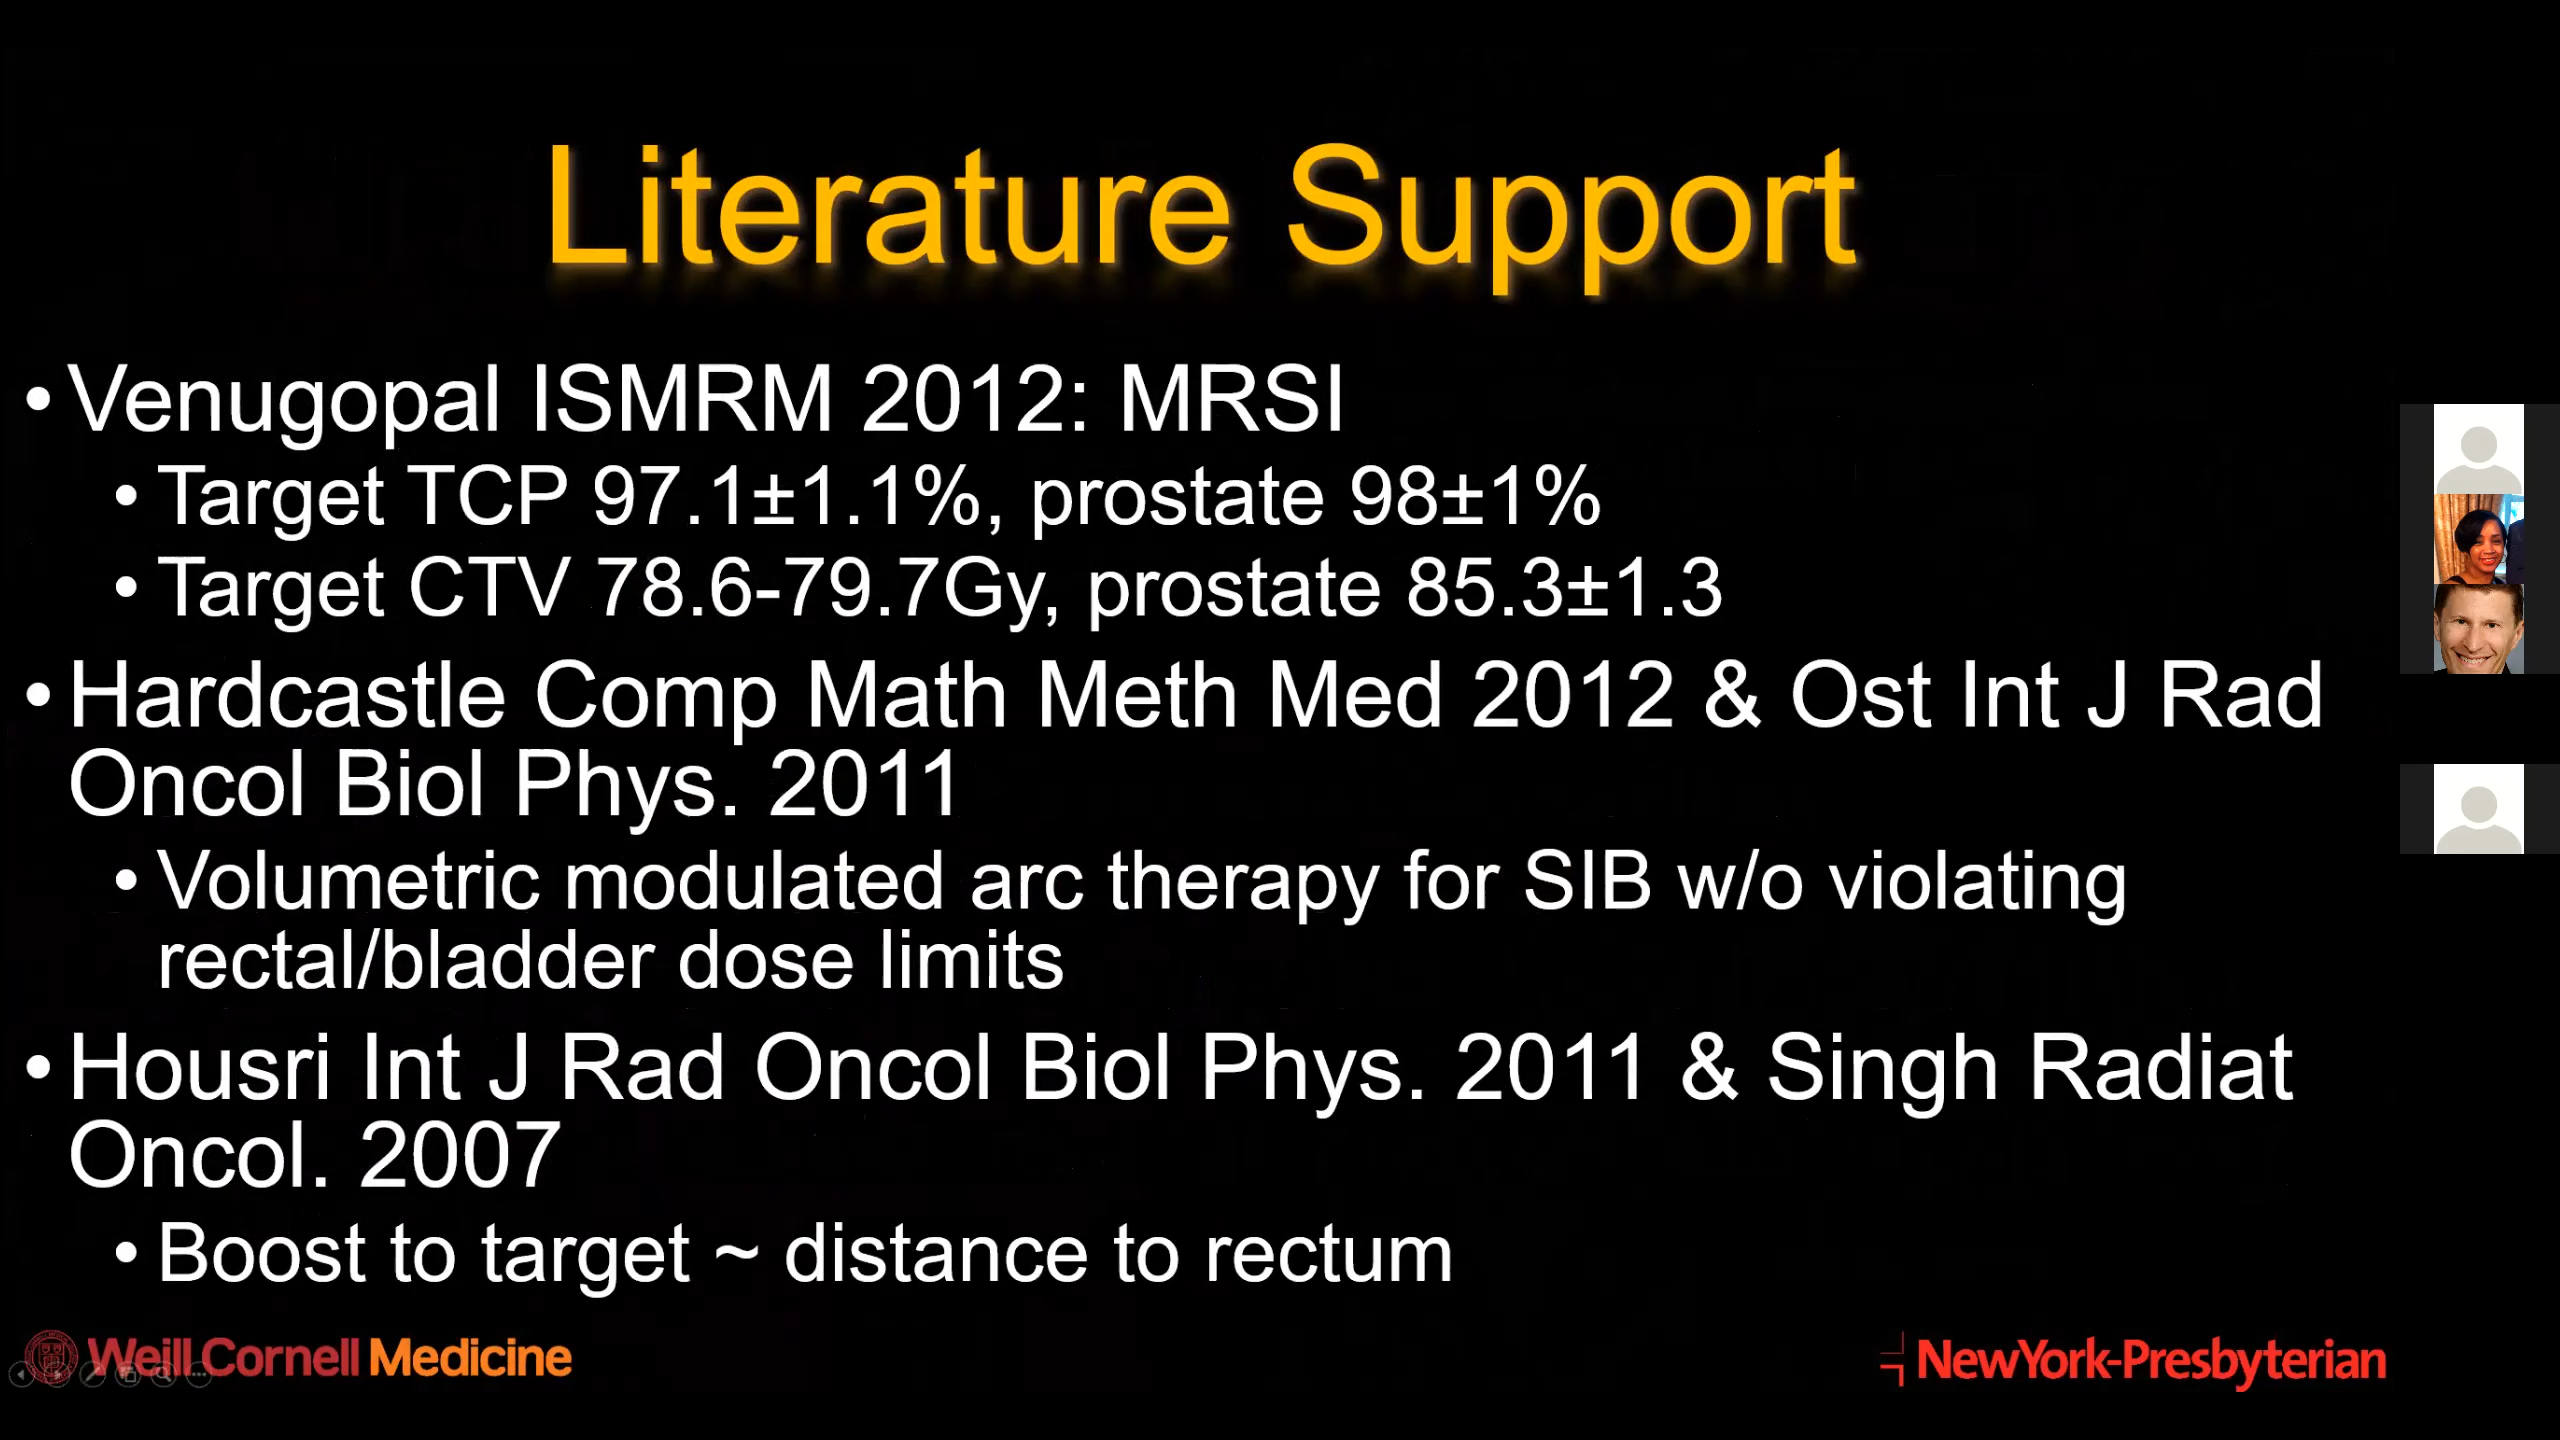 Literature Support
• Venugopal ISMRM 2012: MRSI
• Target TCP 97.1±1.1%, prostate 98±1%
• Target CTV 78.6-79.7Gy, prostate 85.3±1.3
• Hardcastle Comp Math Meth Med 2012 & Ost Int J Rad
Oncol Biol Phys. 2011
• Volumetric modulated arc therapy for SIB w/o violating
rectal/bladder dose limits
• Housri Int J Rad Oncol Biol Phys. 2011 & Singh Radiat
Oncol. 2007
• Boost to target ~ distance to rectum
Weill Cornell Medicine
NewYork-Presbyterian